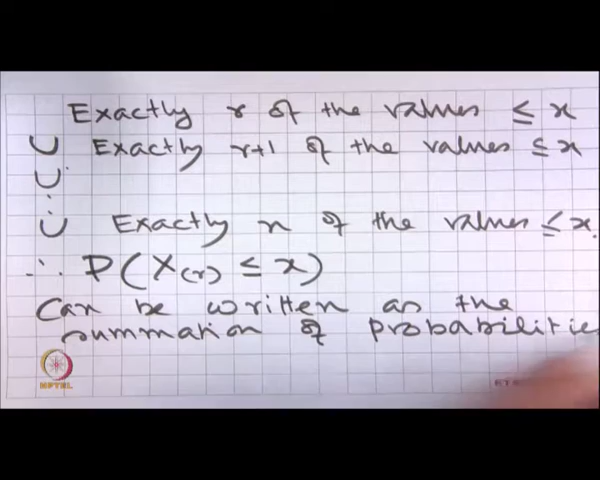 Exactly r of the values ≤ x
∪ Exactly r+1 of the values ≤ x
∪
:
∪ Exactly n of the values ≤ x.
∴ P(X(r) ≤ x)
Can be written as the
summation of probabilities
NPTEL